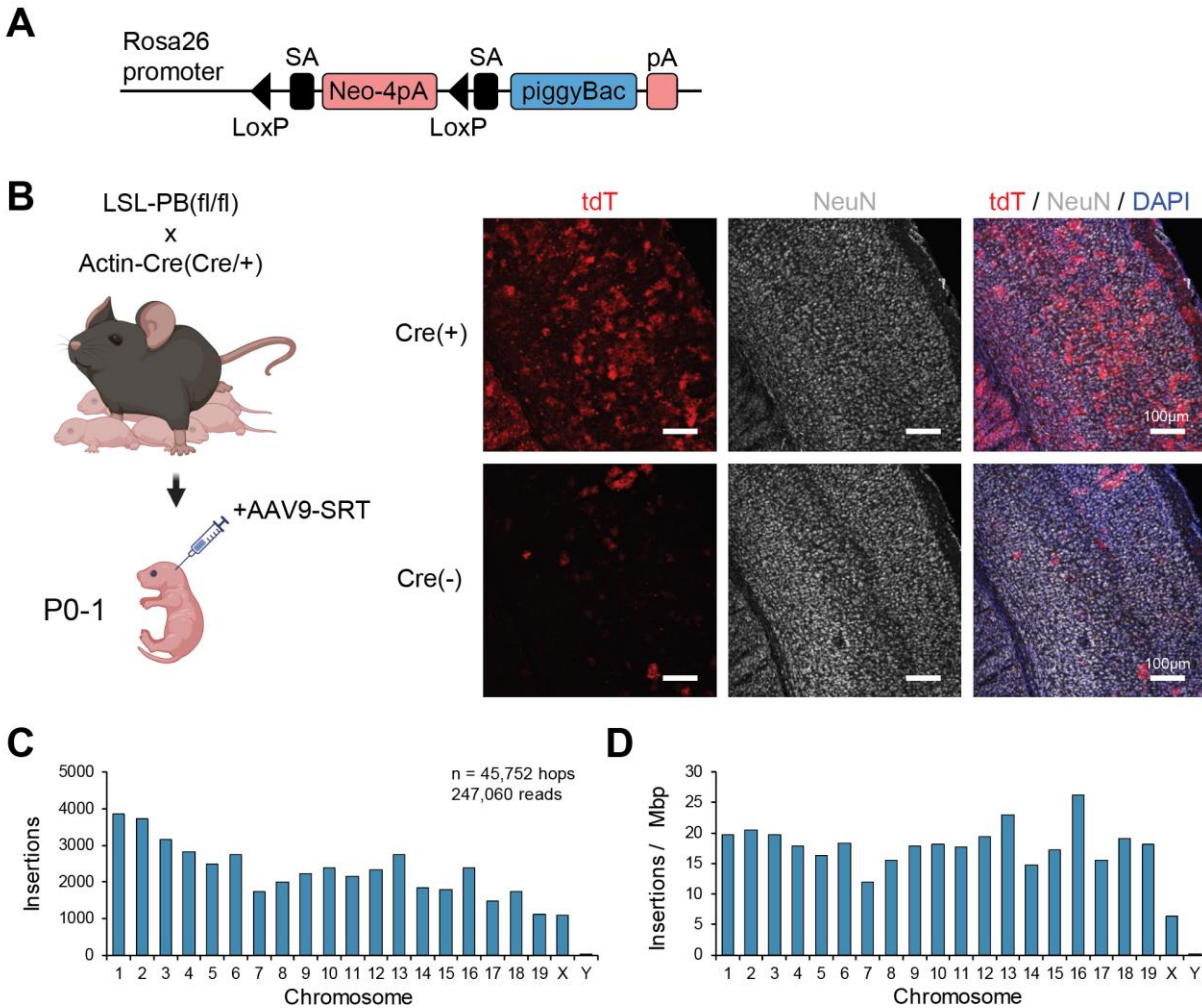 A
Rosa26
promoter
SA
SA
pA
Neo-4pA
piggyBac
LoxP
LoxP
B
LSL-PB(fl/fl)
x
Actin-Cre(Cre/+)
+AAV9-SRT
P0-1
tdT
NeuN
tdT / NeuN / DAPI
Cre(+)
100µm
Cre(-)
100µm
C
n = 45,752 hops
247,060 reads
Insertions
5000
4000
3000
2000
1000
0
1 2 3 4 5 6 7 8 9 10 11 12 13 14 15 16 17 18 19 X Y
Chromosome
D
Insertions / Mbp
30
25
20
15
10
5
0
1 2 3 4 5 6 7 8 9 10 11 12 13 14 15 16 17 18 19 X Y
Chromosome